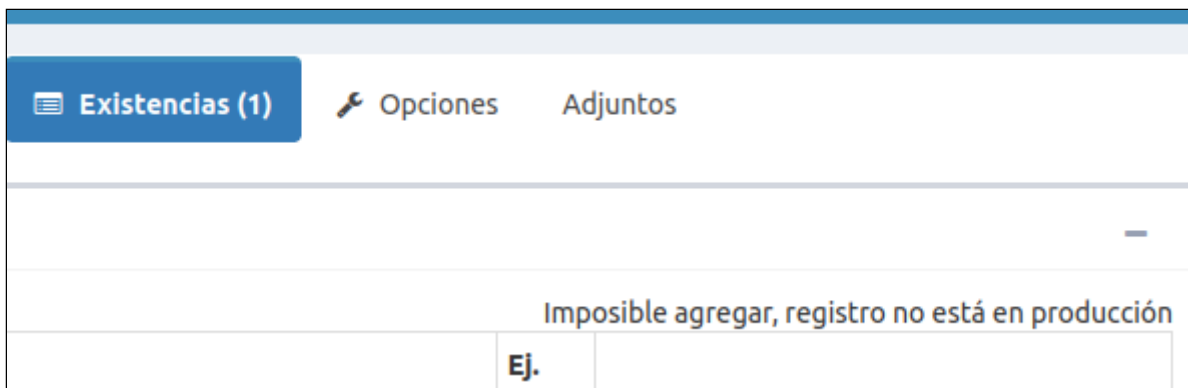 Existencias (1) Opciones Adjuntos
Imposible agregar, registro no está en producción
Ej.